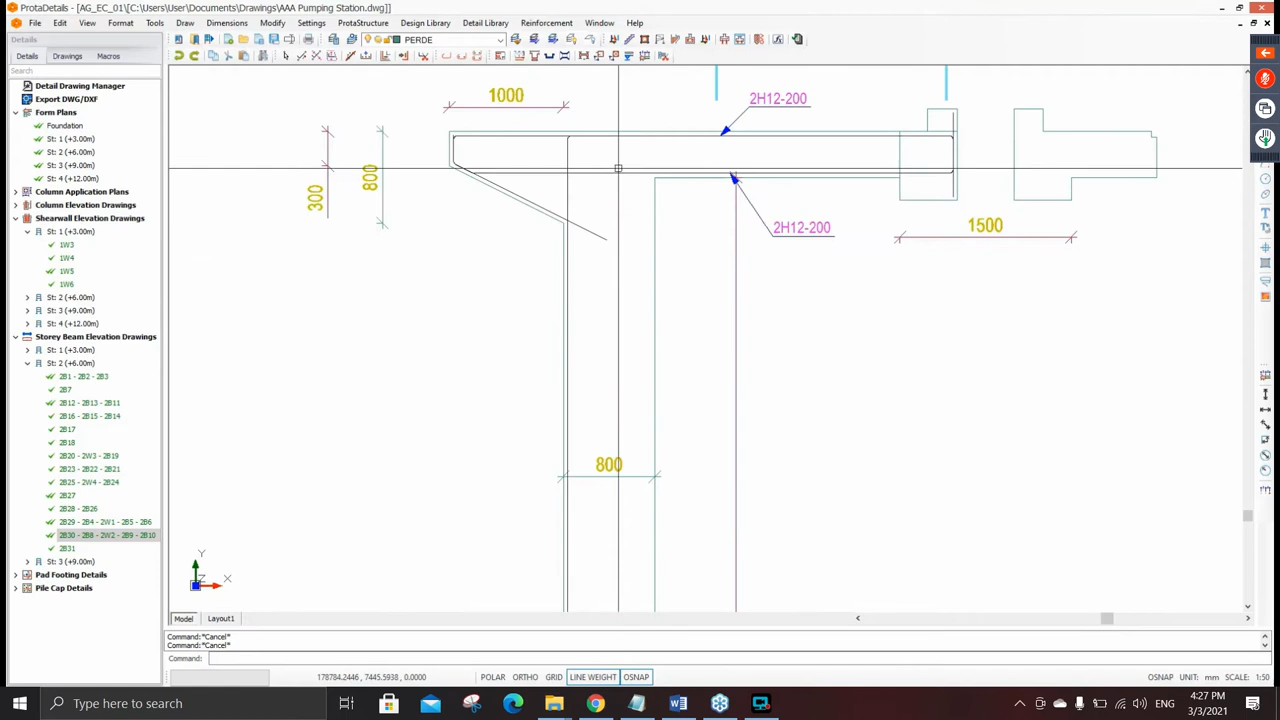 ProtaDetails - [AG_EC_01\[C:\Users\User\Documents\Drawings\AAA Pumping Station.dwg]]
File Edit View Format Tools Draw Dimensions Modify Settings ProtaStructure Design Library Detail Library Reinforcement Window Help
Details
PERDE
Details Drawings Macros
Search
Detail Drawing Manager
Export DWG/DXF
Form Plans
Foundation
St: 1 (+3.00m)
St: 2 (+6.00m)
St: 3 (+9.00m)
St: 4 (+12.00m)
Column Application Plans
Column Elevation Drawings
Shearwall Elevation Drawings
St: 1 (+3.00m)
1W3
1W4
1W5
1W6
St: 2 (+6.00m)
St: 3 (+9.00m)
St: 4 (+12.00m)
Storey Beam Elevation Drawings
St: 1 (+3.00m)
St: 2 (+6.00m)
2B1 - 2B2 - 2B3
2B7
2B12 - 2B13 - 2B11
2B16 - 2B15 - 2B14
2B17
2B18
2B20 - 2W3 - 2B19
2B23 - 2B22 - 2B21
2B25 - 2W4 - 2B24
2B27
2B28 - 2B26
2B29 - 2B4 - 2W1 - 2B5 - 2B6
2B30 - 2B8 - 2W2 - 2B9 - 2B10
2B31
St: 3 (+9.00m)
Pad Footing Details
Pile Cap Details
1000
2H12-200
300
800
2H12-200
1500
800
Y
Z
X
Model Layout1
Command:*Cancel*
Command:*Cancel*
Command:
178784.2446 , 7445.5938 , 0.0000
POLAR ORTHO GRID LINE WEIGHT OSNAP
OSNAP UNIT: mm SCALE: 1:50
Type here to search
ENG
4:27 PM
3/3/2021